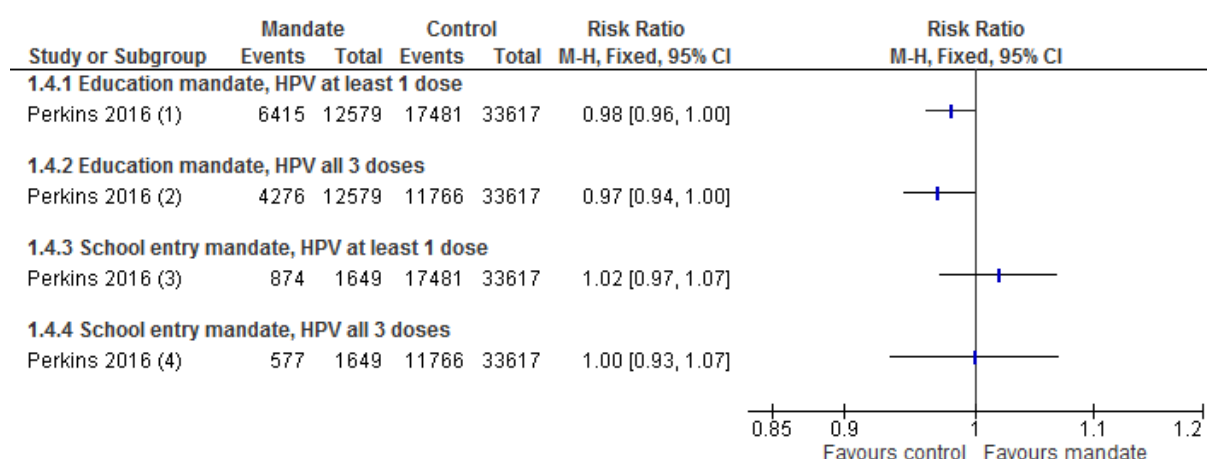 Mandate Control Risk Ratio Risk Ratio
Study or Subgroup Events Total Events Total M-H, Fixed, 95% CI M-H, Fixed, 95% CI
1.4.1 Education mandate, HPV at least 1 dose
Perkins 2016 (1) 6415 12579 17481 33617 0.98 [0.96, 1.00]
1.4.2 Education mandate, HPV all 3 doses
Perkins 2016 (2) 4276 12579 11766 33617 0.97 [0.94, 1.00]
1.4.3 School entry mandate, HPV at least 1 dose
Perkins 2016 (3) 874 1649 17481 33617 1.02 [0.97, 1.07]
1.4.4 School entry mandate, HPV all 3 doses
Perkins 2016 (4) 577 1649 11766 33617 1.00 [0.93, 1.07]
0.85 0.9 1 1.1 1.2
Favours control Favours mandate